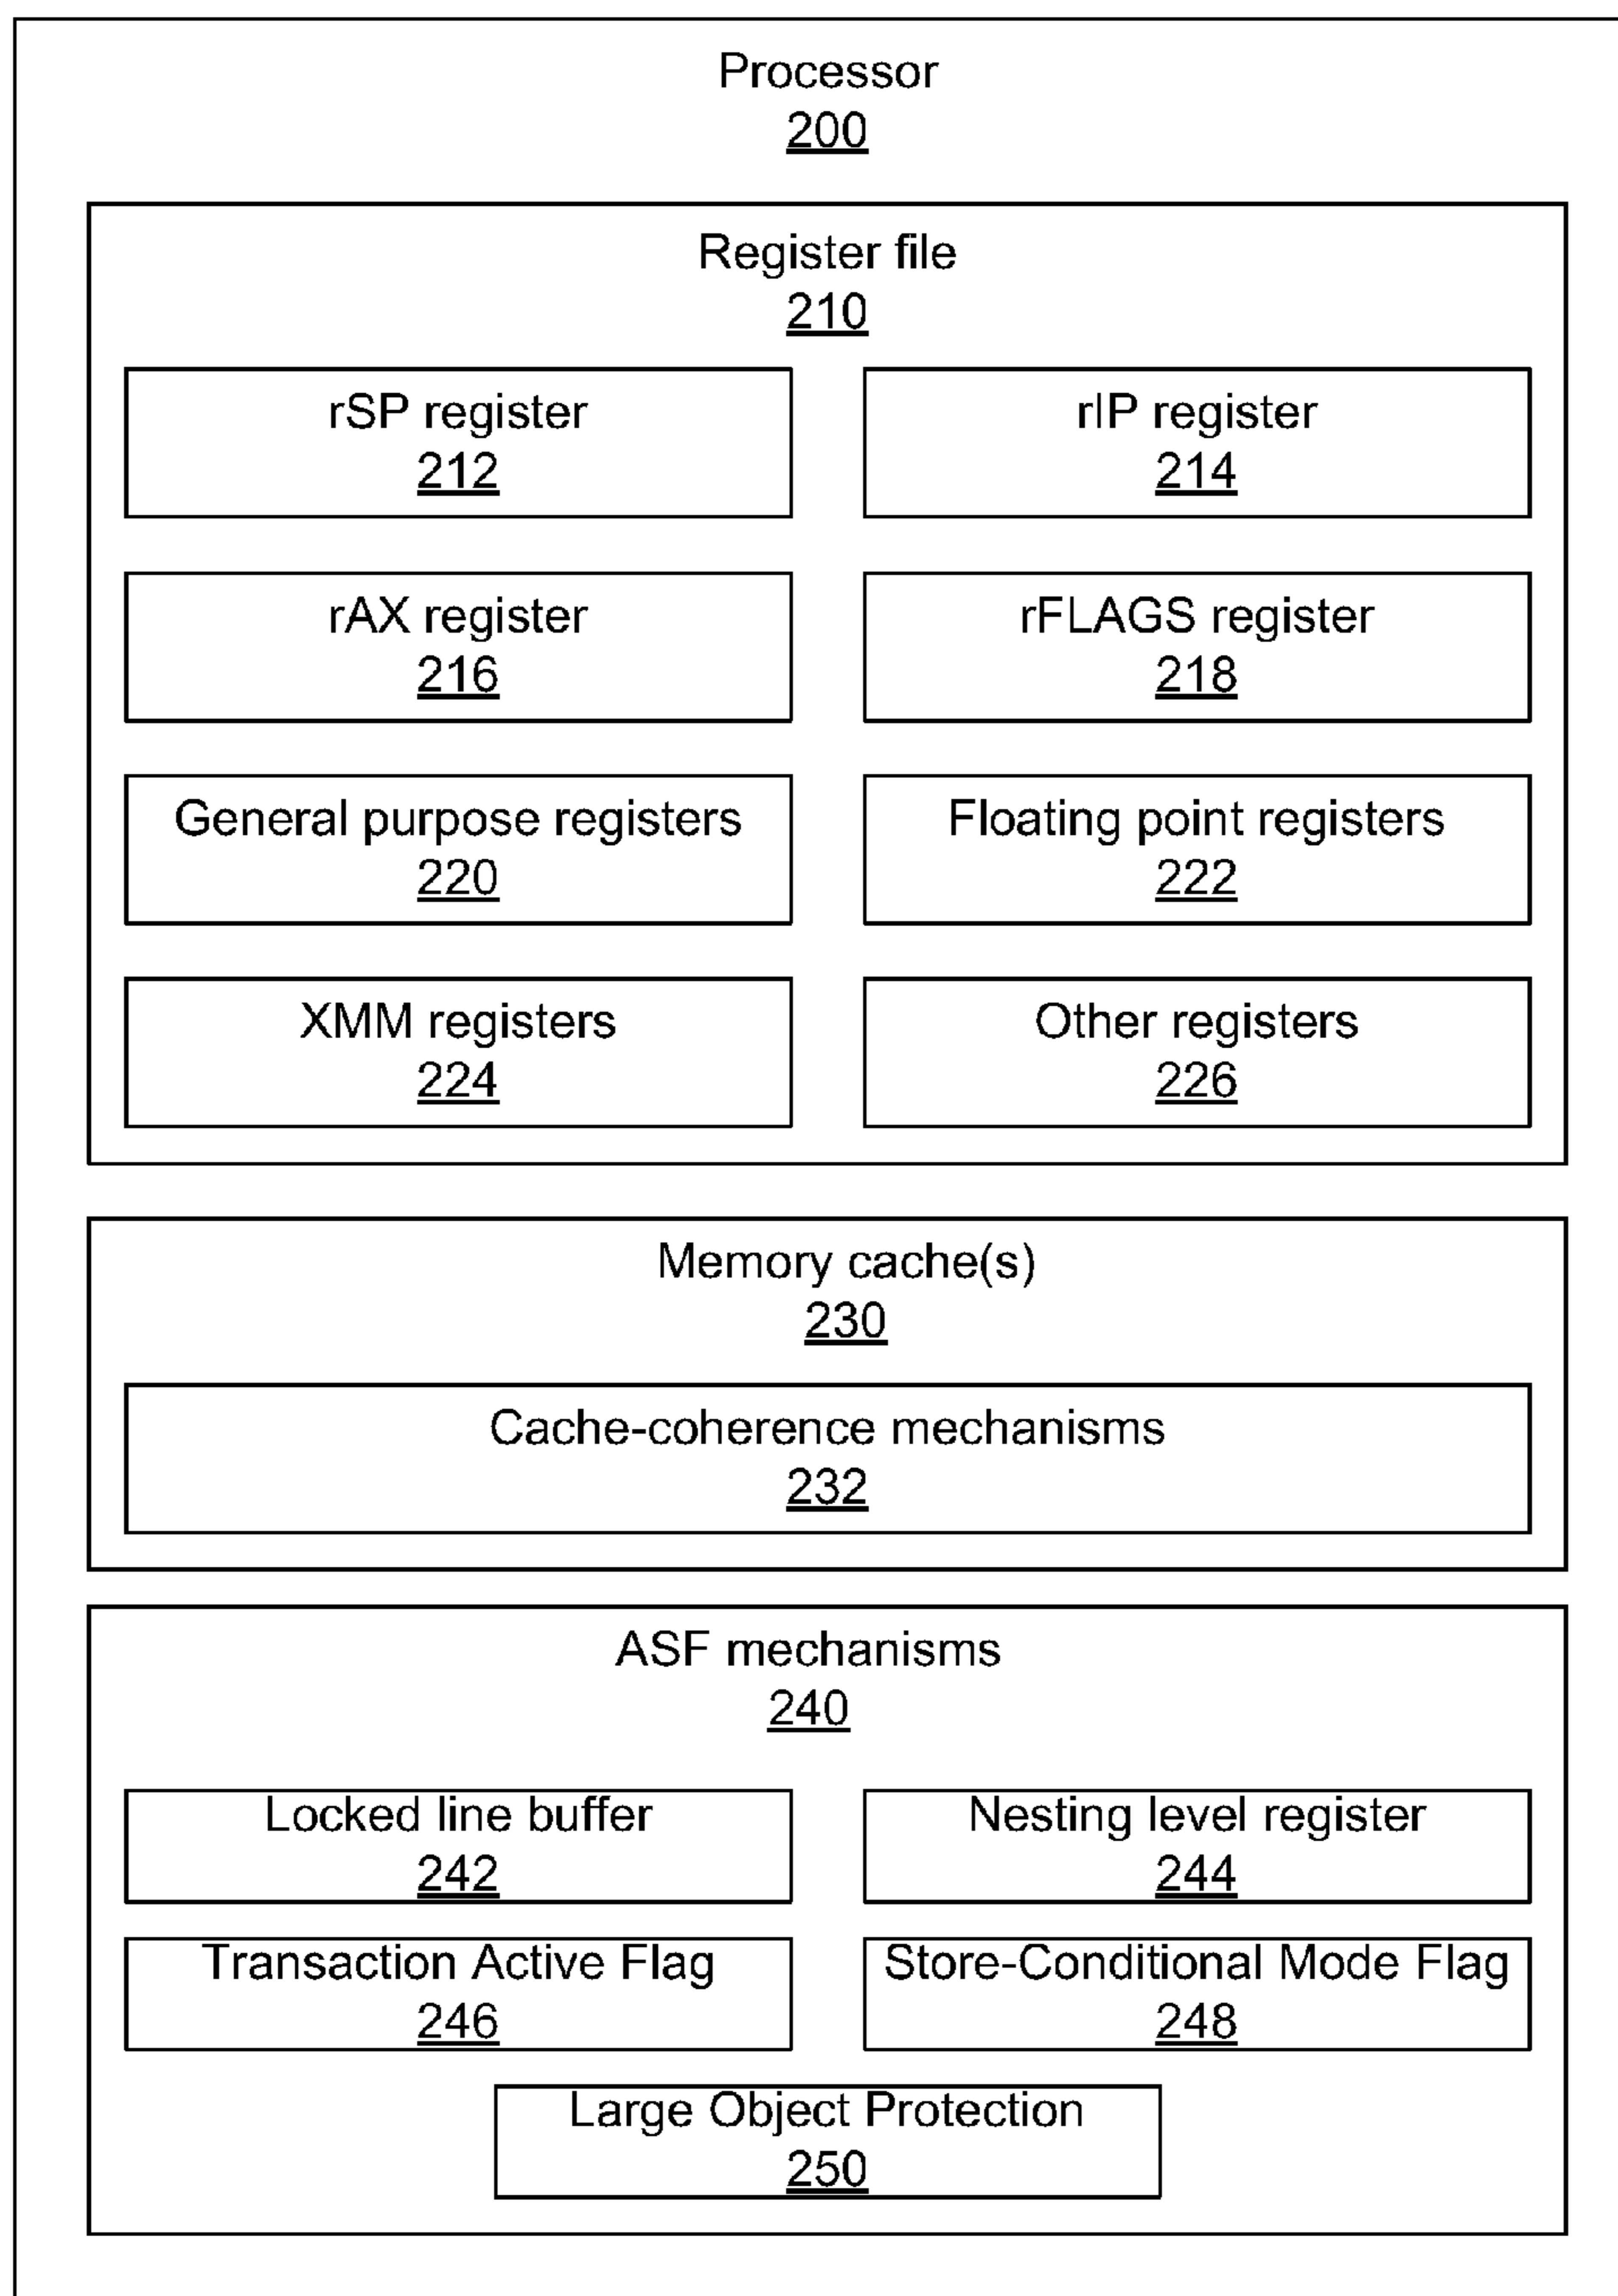 Processor
200
Register file
210
rSP register
212
rIP register
214
rAX register
216
rFLAGS register
218
General purpose registers
220
Floating point registers
222
XMM registers
224
Other registers
226
Memory cache(s)
230
Cache-coherence mechanisms
232
ASF mechanisms
240
Locked line buffer
242
Nesting level register
244
Transaction Active Flag
246
Store-Conditional Mode Flag
248
Large Object Protection
250